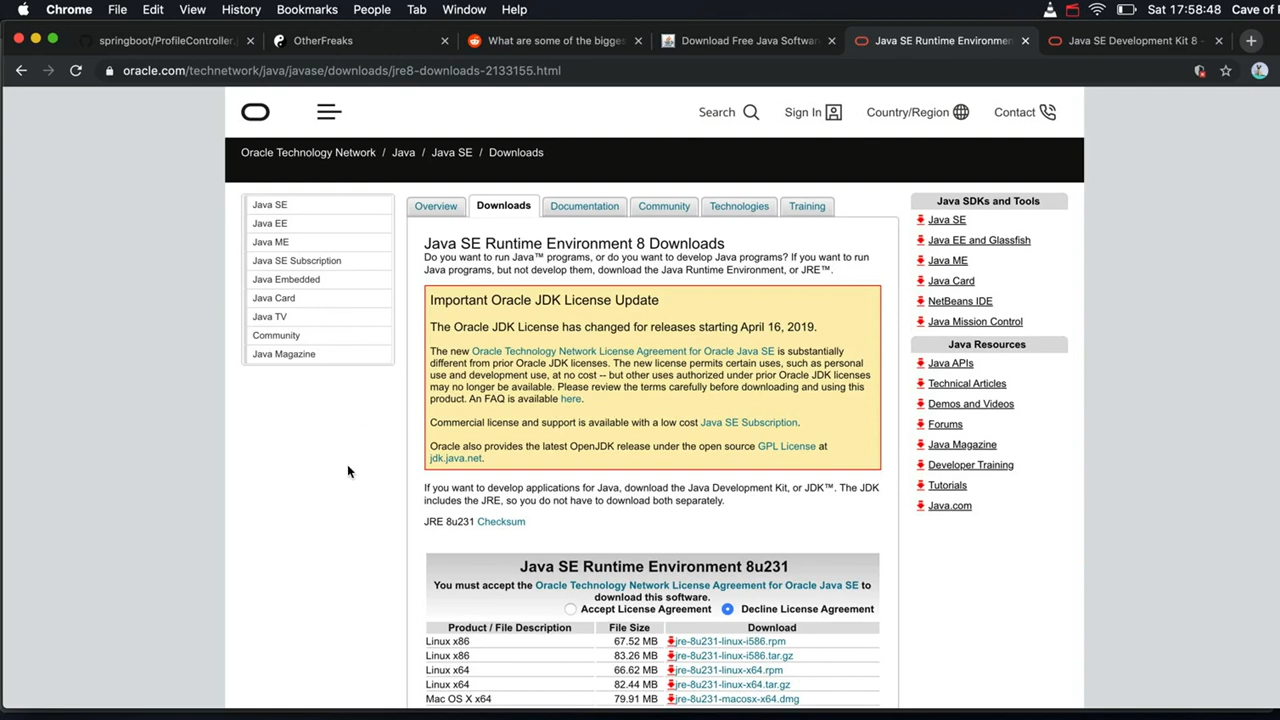 Chrome File Edit View History Bookmarks People Tab Window Help Sat 17:58:48 Cave of
springboot/ProfileController.j
OtherFreaks
What are some of the bigges
Download Free Java Softwar
Java SE Runtime Environmen
Java SE Development Kit 8 -
oracle.com/technetwork/java/javase/downloads/jre8-downloads-2133155.html
Search Sign In Country/Region Contact
Oracle Technology Network / Java / Java SE / Downloads
Java SE
Java EE
Java ME
Java SE Subscription
Java Embedded
Java Card
Java TV
Community
Java Magazine
Overview Downloads Documentation Community Technologies Training
Java SE Runtime Environment 8 Downloads
Do you want to run Java™ programs, or do you want to develop Java programs? If you want to run
Java programs, but not develop them, download the Java Runtime Environment, or JRE™.
Important Oracle JDK License Update
The Oracle JDK License has changed for releases starting April 16, 2019.
The new Oracle Technology Network License Agreement for Oracle Java SE is substantially
different from prior Oracle JDK licenses. The new license permits certain uses, such as personal
use and development use, at no cost -- but other uses authorized under prior Oracle JDK licenses
may no longer be available. Please review the terms carefully before downloading and using this
product. An FAQ is available here.
Commercial license and support is available with a low cost Java SE Subscription.
Oracle also provides the latest OpenJDK release under the open source GPL License at
jdk.java.net.
If you want to develop applications for Java, download the Java Development Kit, or JDK™. The JDK
includes the JRE, so you do not have to download both separately.
JRE 8u231 Checksum
Java SE Runtime Environment 8u231
You must accept the Oracle Technology Network License Agreement for Oracle Java SE to
download this software.
Accept License Agreement Decline License Agreement
Product / File Description File Size Download
Linux x86 67.52 MB jre-8u231-linux-i586.rpm
Linux x86 83.26 MB jre-8u231-linux-i586.tar.gz
Linux x64 66.62 MB jre-8u231-linux-x64.rpm
Linux x64 82.44 MB jre-8u231-linux-x64.tar.gz
Mac OS X x64 79.91 MB jre-8u231-macosx-x64.dmg
Java SDKs and Tools
Java SE
Java EE and Glassfish
Java ME
Java Card
NetBeans IDE
Java Mission Control
Java Resources
Java APIs
Technical Articles
Demos and Videos
Forums
Java Magazine
Developer Training
Tutorials
Java.com